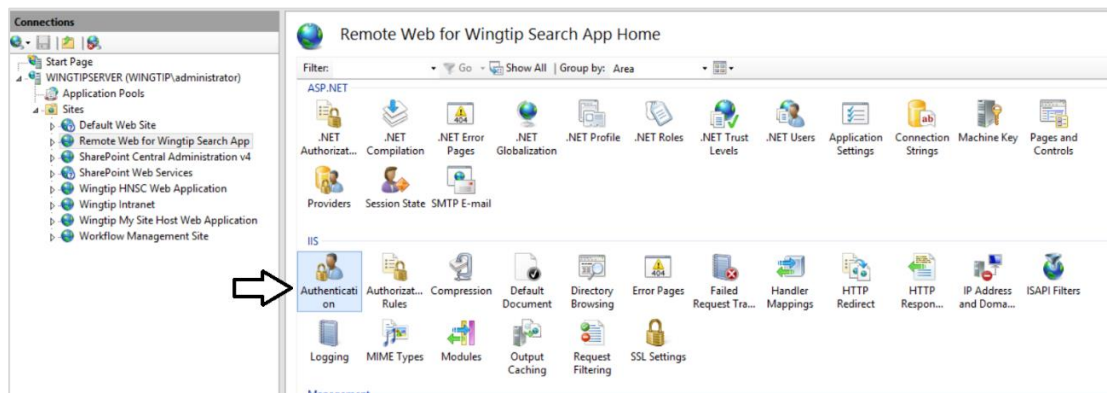 Connections
Start Page
WINGTIPSERVER (WINGTIP\administrator)
Application Pools
Sites
Default Web Site
Remote Web for Wingtip Search App
SharePoint Central Administration v4
SharePoint Web Services
Wingtip HNSC Web Application
Wingtip Intranet
Wingtip My Site Host Web Application
Workflow Management Site
Remote Web for Wingtip Search App Home
Filter: Go Show All Group by: Area
ASP.NET
.NET Authorizat...
.NET Compilation
.NET Error Pages
404
.NET Globalization
.NET Profile
.NET Roles
.NET Trust Levels
.NET Users
Application Settings
ab
Connection Strings
Machine Key
Pages and Controls
Providers
Session State
SMTP E-mail
IIS
Authenticati
on
Authorizat...
Rules
Compression
Default
Document
Directory
Browsing
404
Error Pages
Failed
Request Tra...
Handler
Mappings
HTTP
Redirect
HTTP
Respon...
IP Address
and Doma...
ISAPI Filters
Logging
MIME Types
Modules
Output
Caching
Request
Filtering
SSL Settings
Management